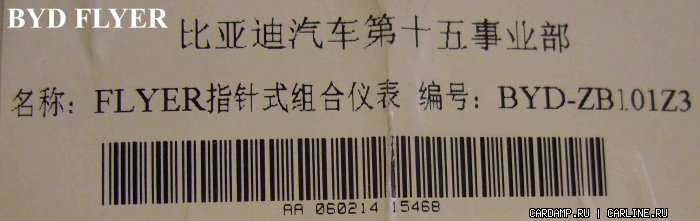 BYD FLYER
比亚迪汽车第十五事业部
名称：FLYER指针式组合仪表 编号：BYD-ZB101Z3
AA 060214 15468
CARDAMP.RU | CARLINE.RU